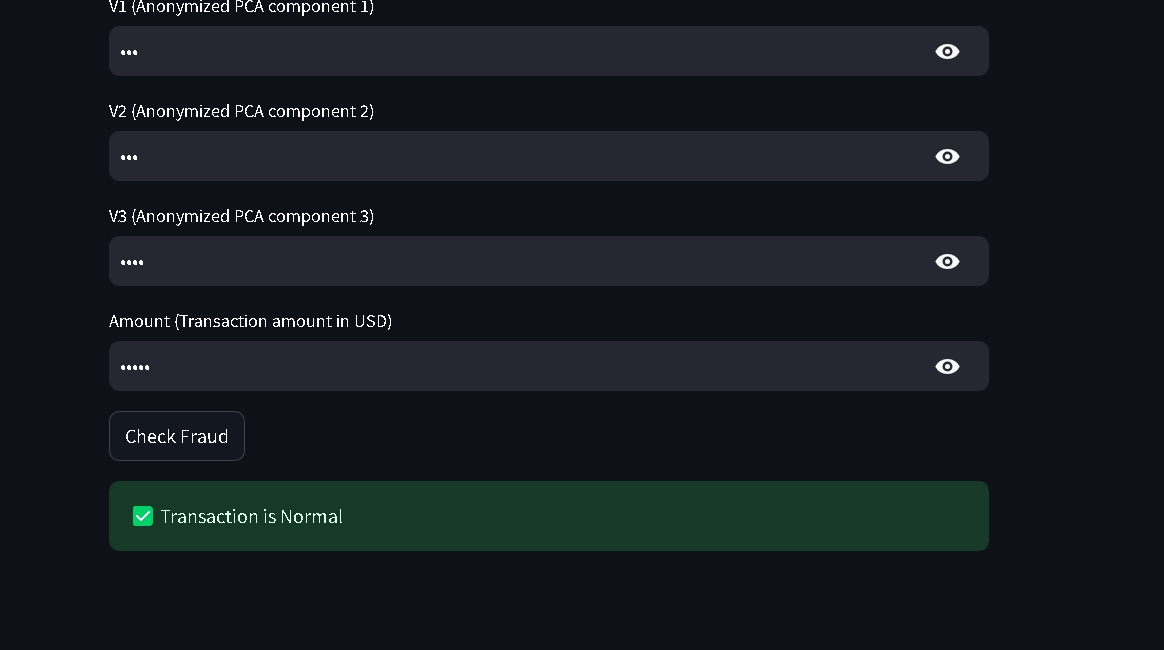 V1 (Anonymized PCA component 1)
•••
V2 (Anonymized PCA component 2)
•••
V3 (Anonymized PCA component 3)
••••
Amount (Transaction amount in USD)
•••••
Check Fraud
✅ Transaction is Normal